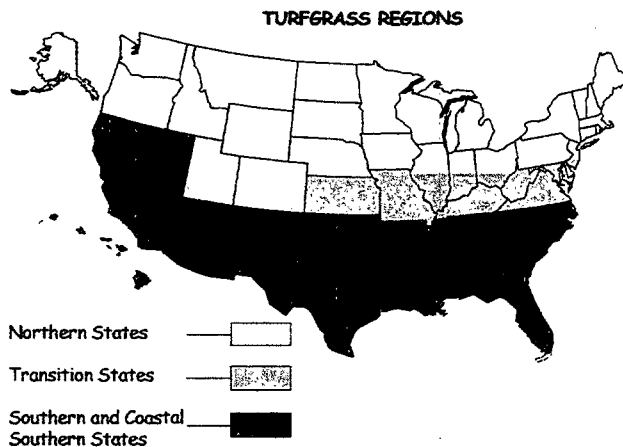 TURFGRASS REGIONS
Northern States
Transition States
Southern and Coastal
Southern States